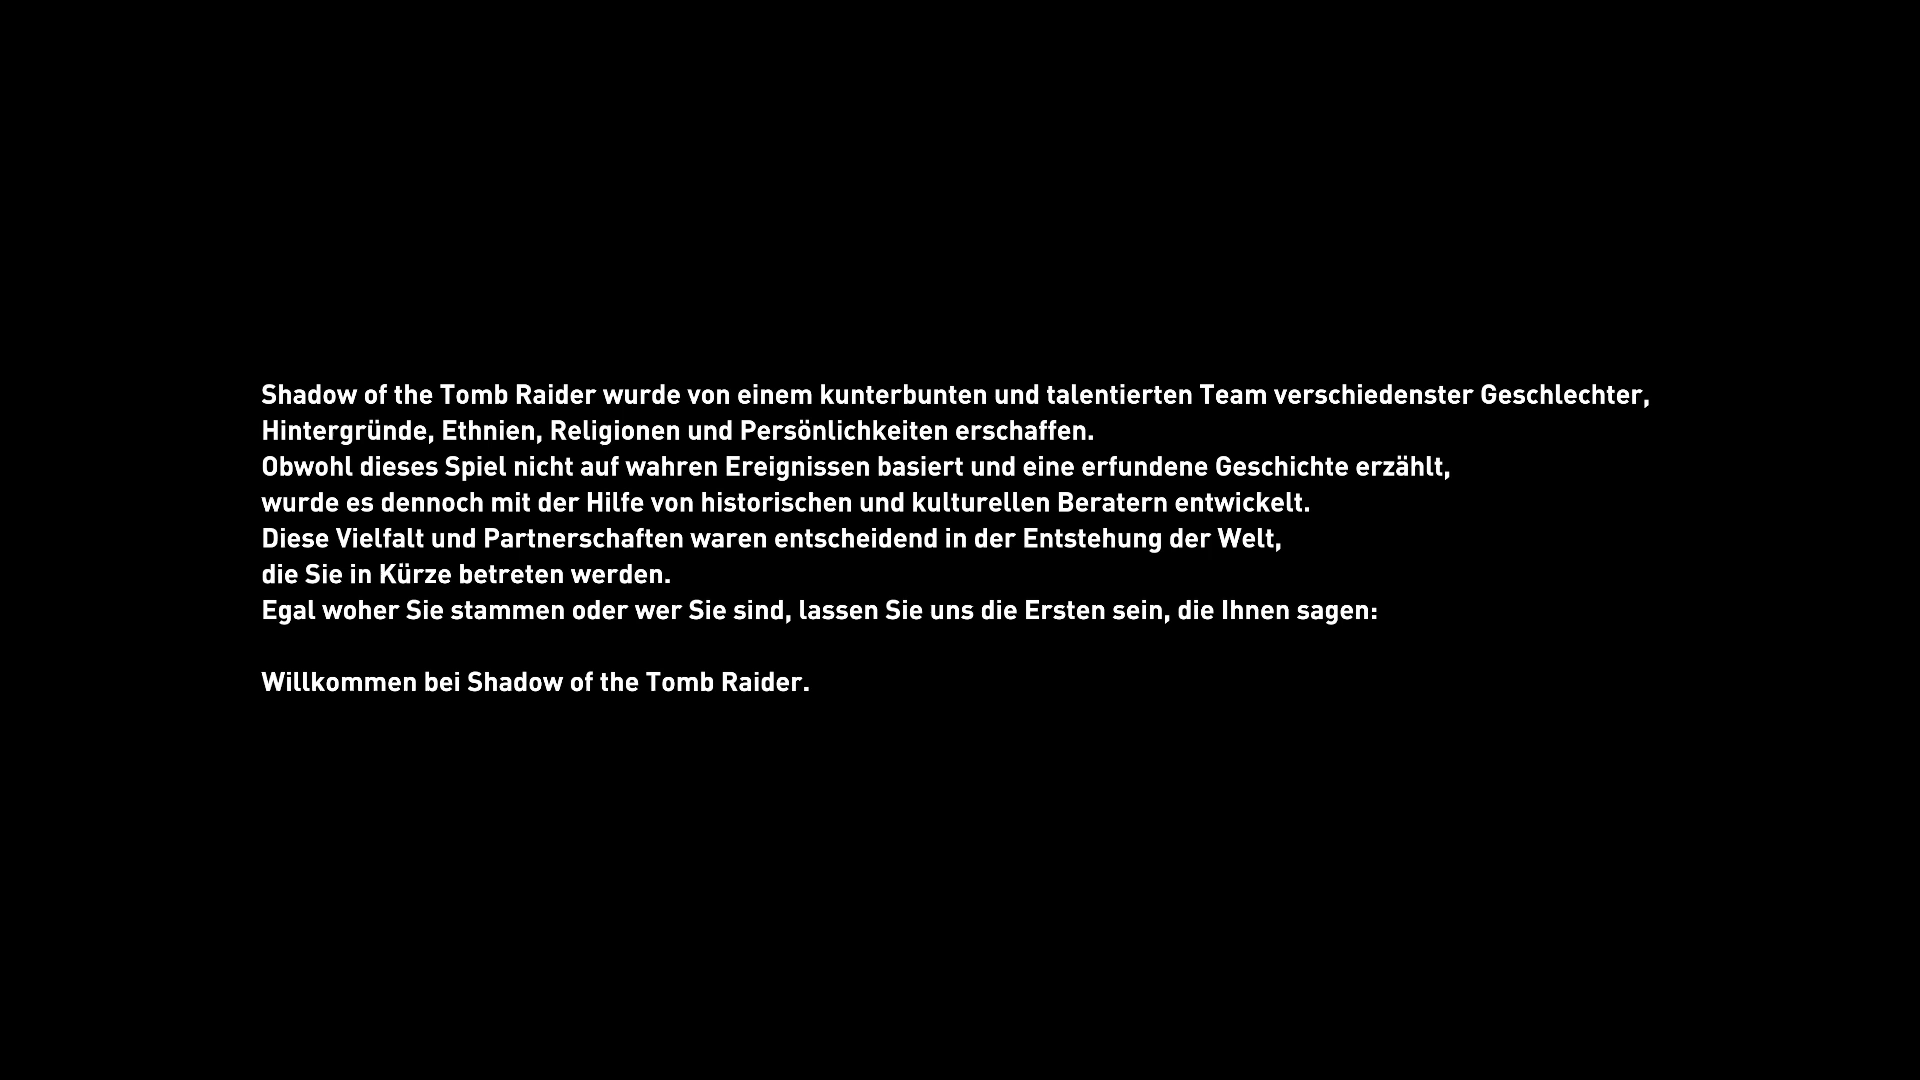 Shadow of the Tomb Raider wurde von einem kunterbunten und talentierten Team verschiedenster Geschlechter,
Hintergründe, Ethnien, Religionen und Persönlichkeiten erschaffen.
Obwohl dieses Spiel nicht auf wahren Ereignissen basiert und eine erfundene Geschichte erzählt,
wurde es dennoch mit der Hilfe von historischen und kulturellen Beratern entwickelt.
Diese Vielfalt und Partnerschaften waren entscheidend in der Entstehung der Welt,
die Sie in Kürze betreten werden.
Egal woher Sie stammen oder wer Sie sind, lassen Sie uns die Ersten sein, die Ihnen sagen:
Willkommen bei Shadow of the Tomb Raider.